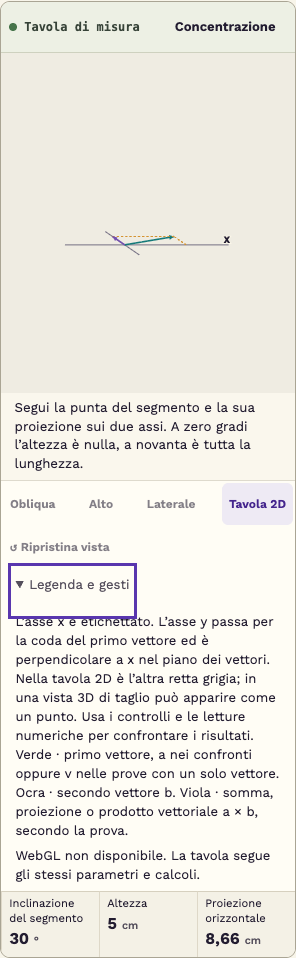 Tavola di misura
Concentrazione
x
Segui la punta del segmento e la sua
proiezione sui due assi. A zero gradi
l’altezza è nulla, a novanta è tutta la
lunghezza.
Obliqua
Alto
Laterale
Tavola 2D
↺ Ripristina vista
▼ Legenda e gesti
L’asse x è etichettato. L’asse y passa per
la coda del primo vettore ed è
perpendicolare a x nel piano dei vettori.
Nella tavola 2D è l’altra retta grigia; in
una vista 3D di taglio può apparire come
un punto. Usa i controlli e le letture
numeriche per confrontare i risultati.
Verde · primo vettore, a nei confronti
oppure v nelle prove con un solo vettore.
Ocra · secondo vettore b. Viola · somma,
proiezione o prodotto vettoriale a × b,
secondo la prova.
WebGL non disponibile. La tavola segue
gli stessi parametri e calcoli.
Inclinazione
del segmento
30 °
Altezza
5 cm
Proiezione
orizzontale
8,66 cm